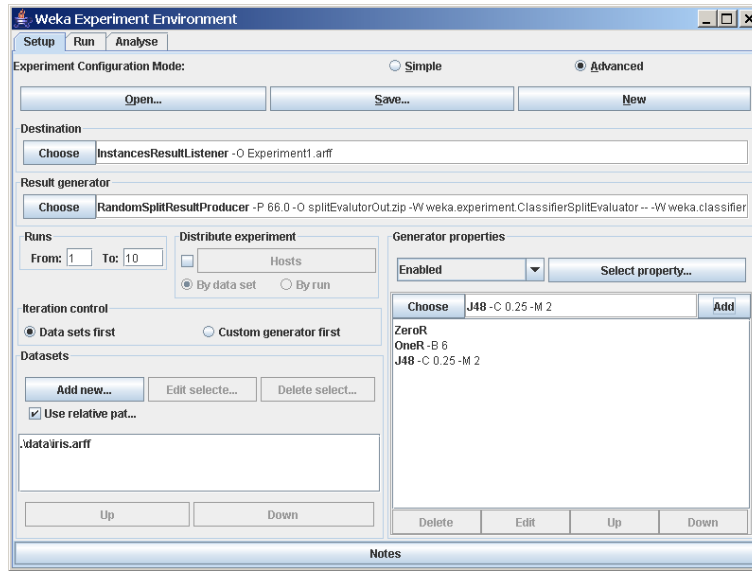 Weka Experiment Environment
Setup Run Analyse
Experiment Configuration Mode: Simple Advanced
Open... Save... New
Destination
Choose InstancesResultListener -O Experiment1.arff
Result generator
Choose RandomSplitResultProducer -P 66.0 -O splitEvalutorOut.zip -W weka.experiment.ClassifierSplitEvaluator -- -W weka.classifier
Runs
From: 1 To: 10
Distribute experiment
Hosts
By data set By run
Generator properties
Enabled Select property...
Iteration control
Data sets first Custom generator first
Choose J48 -C 0.25 -M 2 Add
ZeroR
OneR -B 6
J48 -C 0.25 -M 2
Datasets
Add new... Edit selecte... Delete select...
Use relative pat...
.\data\iris.arff
Up Down
Delete Edit Up Down
Notes